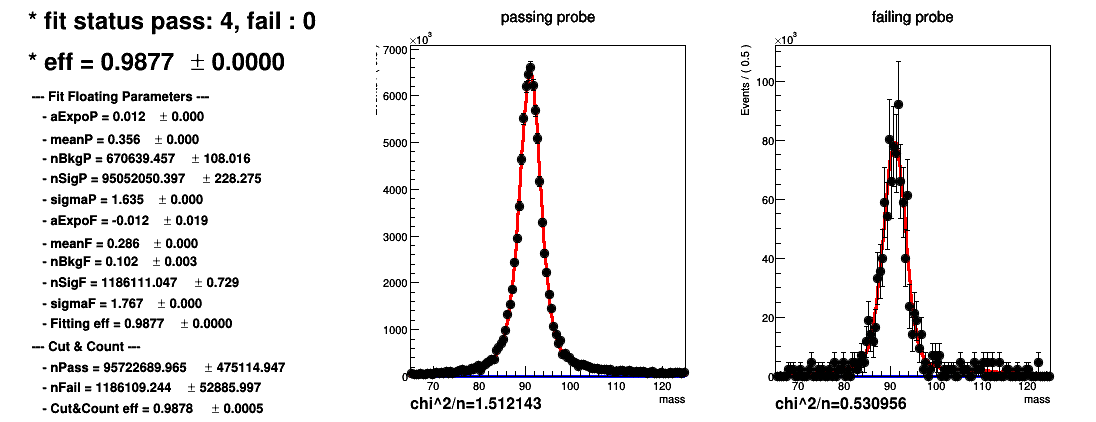 * fit status pass: 4, fail : 0
* eff = 0.9877 ± 0.0000
--- Fit Floating Parameters ---
- aExpoP = 0.012 ± 0.000
- meanP = 0.356 ± 0.000
- nBkgP = 670639.457 ± 108.016
- nSigP = 95052050.397 ± 228.275
- sigmaP = 1.635 ± 0.000
- aExpoF = -0.012 ± 0.019
- meanF = 0.286 ± 0.000
- nBkgF = 0.102 ± 0.003
- nSigF = 1186111.047 ± 0.729
- sigmaF = 1.767 ± 0.000
- Fitting eff = 0.9877 ± 0.0000
--- Cut & Count ---
- nPass = 95722689.965 ± 475114.947
- nFail = 1186109.244 ± 52885.997
- Cut&Count eff = 0.9878 ± 0.0005
passing probe
×10³
7000
6000
5000
4000
3000
2000
1000
0
70 80 90 100 110 120
mass
chi^2/n=1.512143
failing probe
×10³
Events / ( 0.5 )
100
80
60
40
20
0
70 80 90 100 110 120
mass
chi^2/n=0.530956